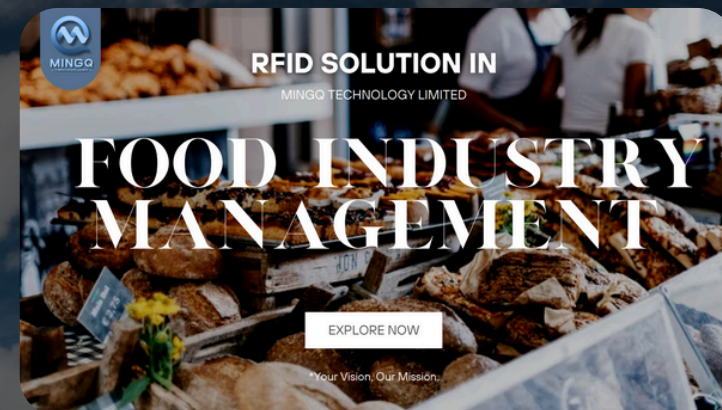 MINGQ
RFID SOLUTION IN
MINGQ TECHNOLOGY LIMITED
FOOD INDUSTRY
MANAGEMENT
EXPLORE NOW
*Your Vision, Our Mission.